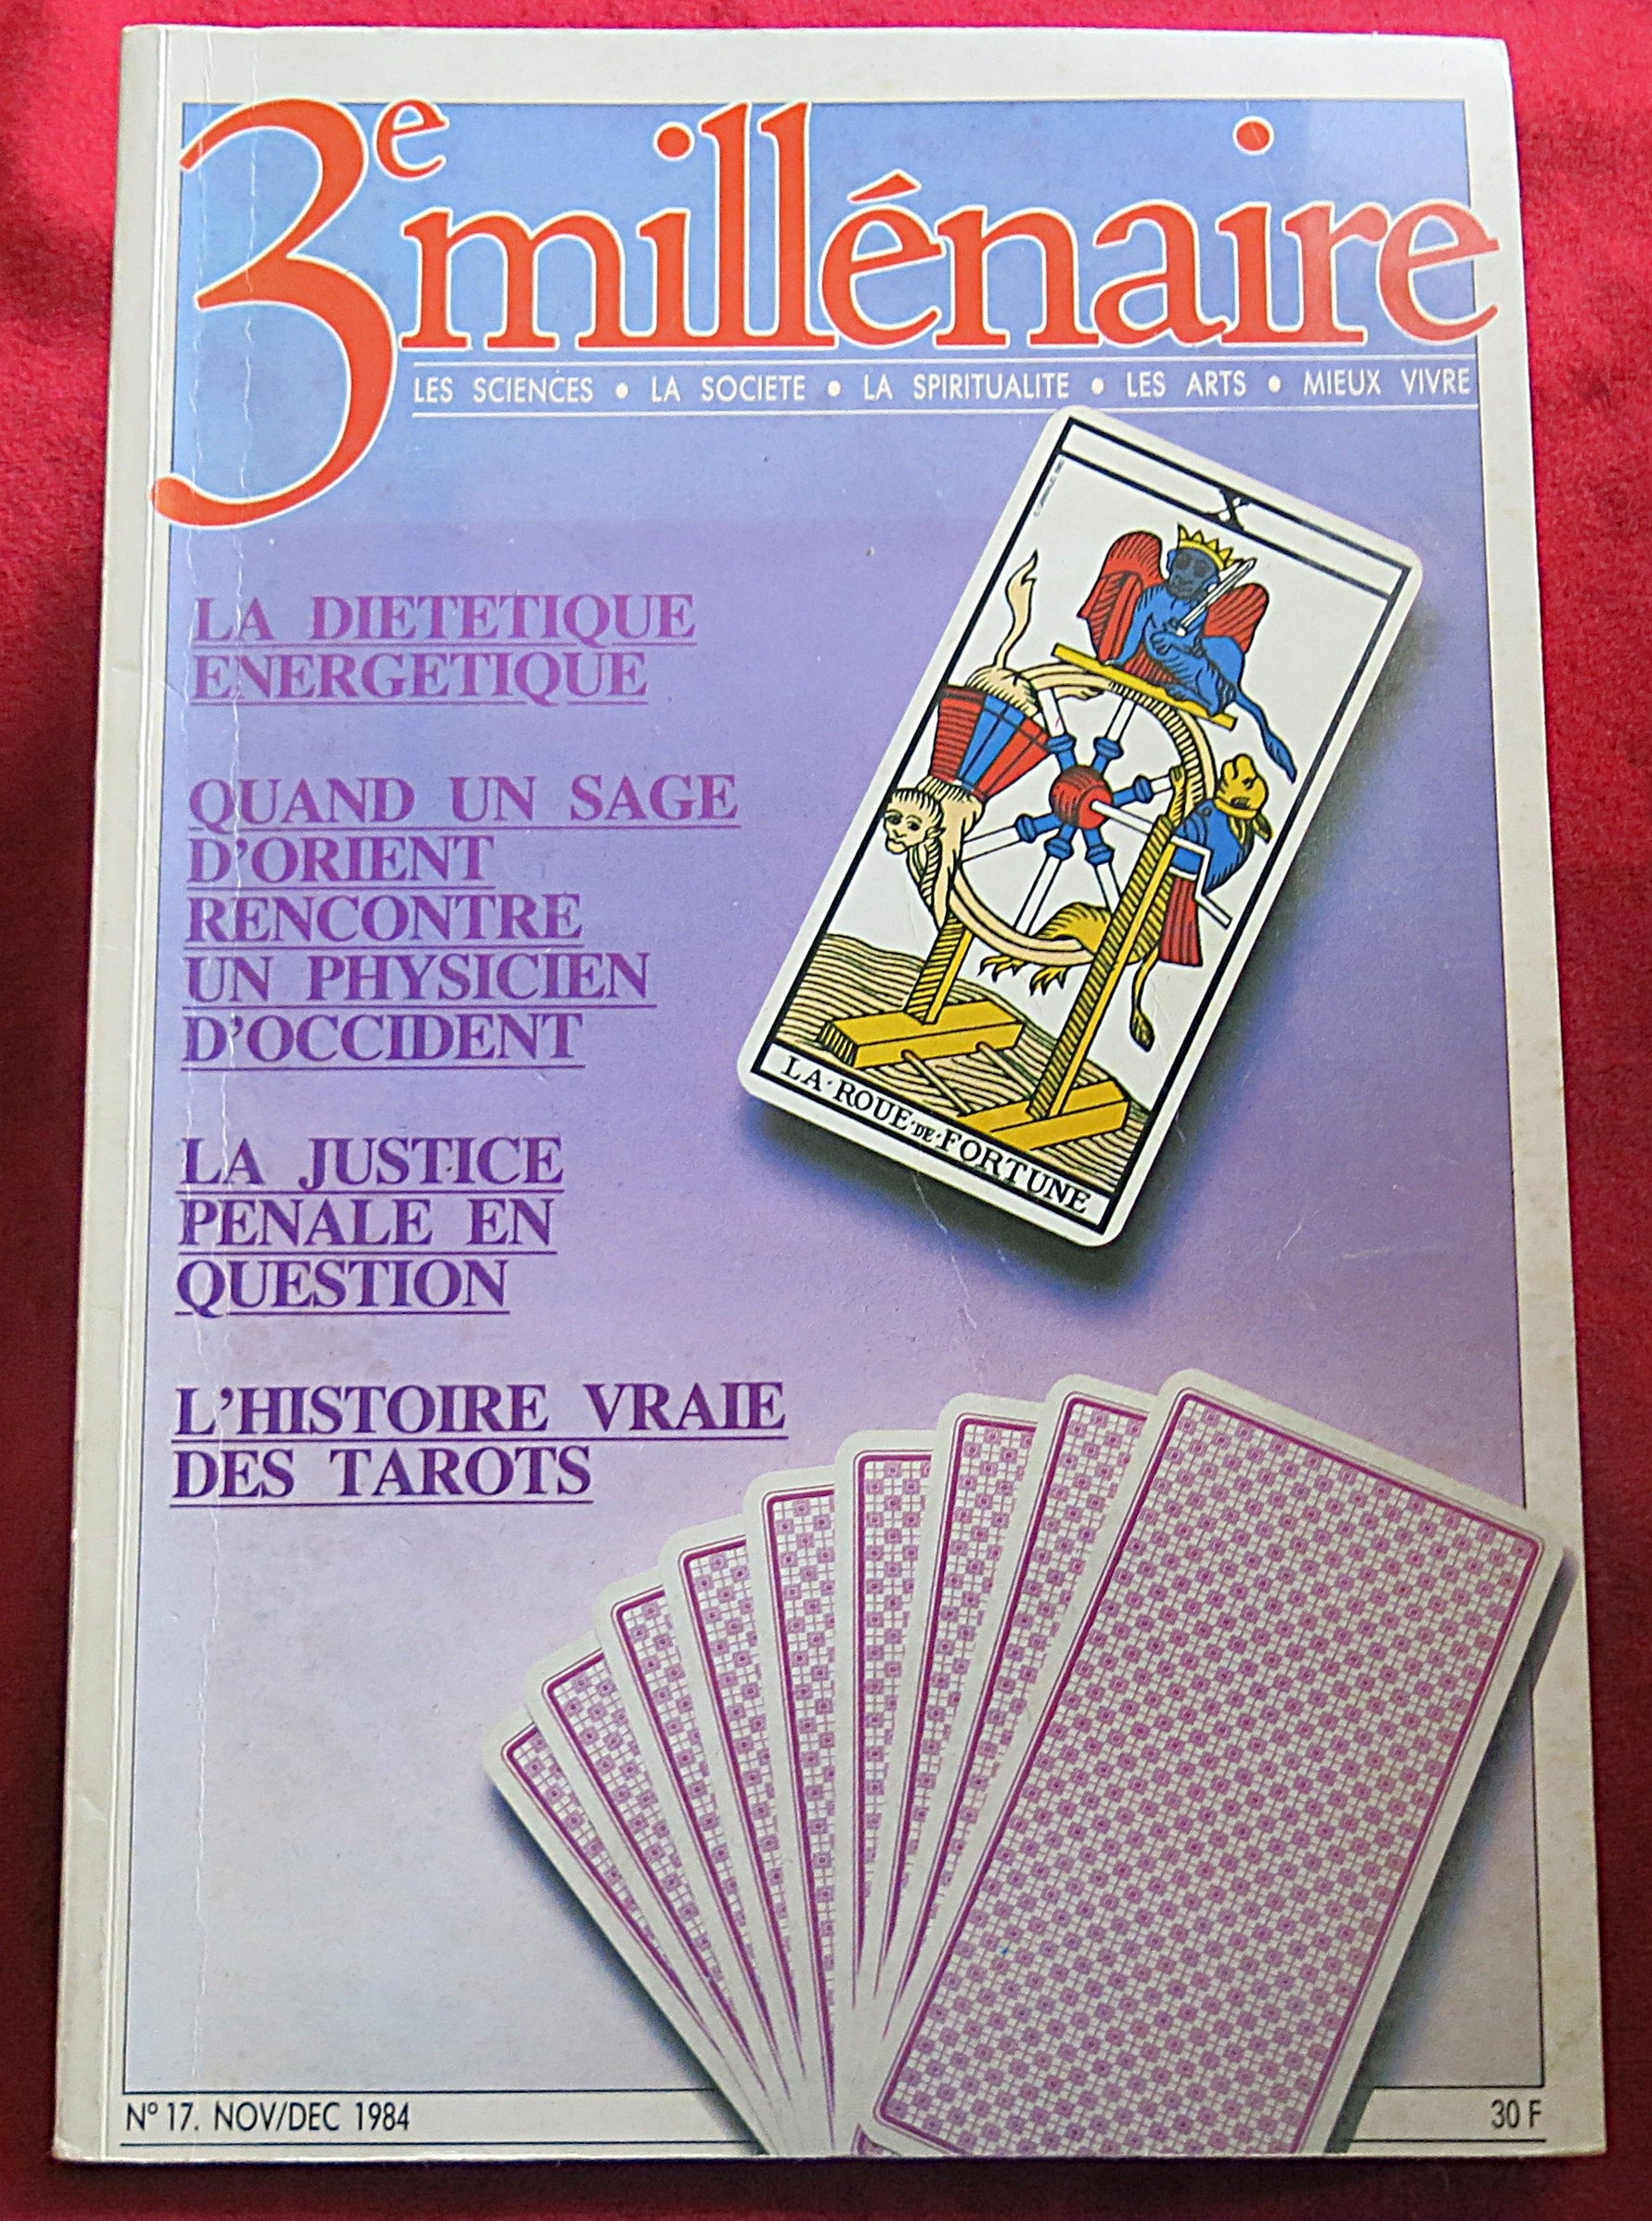 3e millénaire
LES SCIENCES • LA SOCIETE • LA SPIRITUALITE • LES ARTS • MIEUX VIVRE
LA DIETETIQUE
ENERGETIQUE
QUAND UN SAGE
D'ORIENT
RENCONTRE
UN PHYSICIEN
D'OCCIDENT
LA JUSTICE
PENALE EN
QUESTION
L'HISTOIRE VRAIE
DES TAROTS
X
LA·ROUE·DE·FORTUNE
N° 17. NOV/DEC 1984
30 F